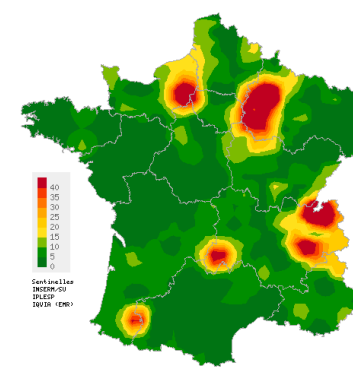 40
35
30
25
20
15
10
5
0
Sentinelles
INSERM/SU
IPLESP
IQVIA (EMR)